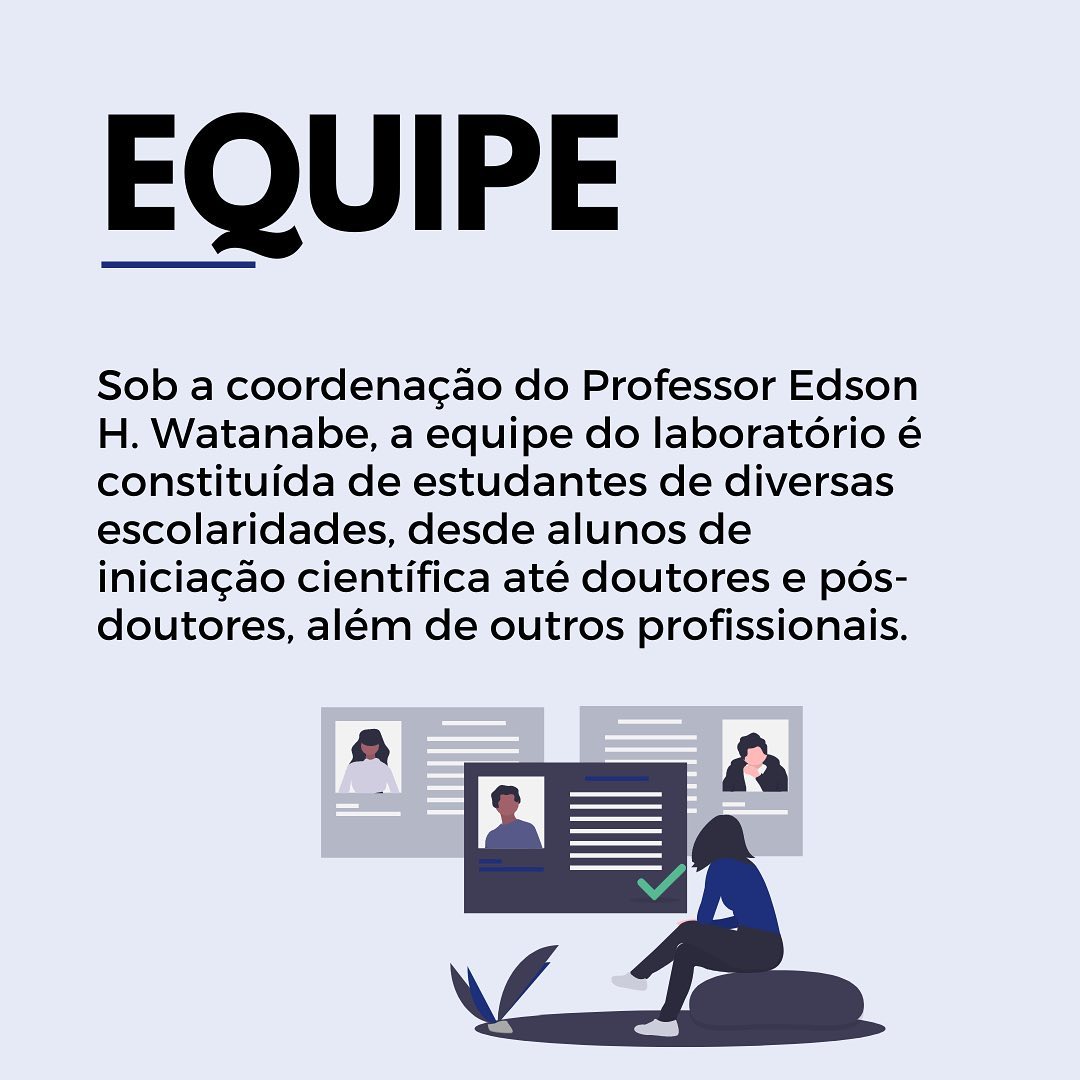 EQUIPE
Sob a coordenação do Professor Edson
H. Watanabe, a equipe do laboratório é
constituída de estudantes de diversas
escolaridades, desde alunos de
iniciação científica até doutores e pós-
doutores, além de outros profissionais.